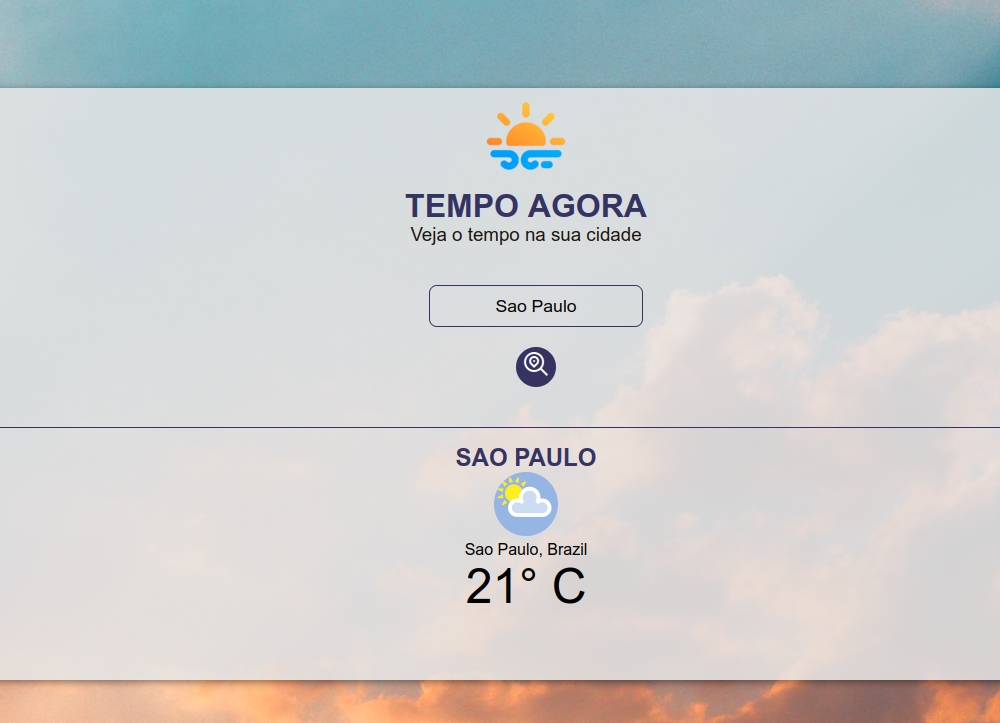 TEMPO AGORA
Veja o tempo na sua cidade
Sao Paulo
SAO PAULO
Sao Paulo, Brazil
21° C